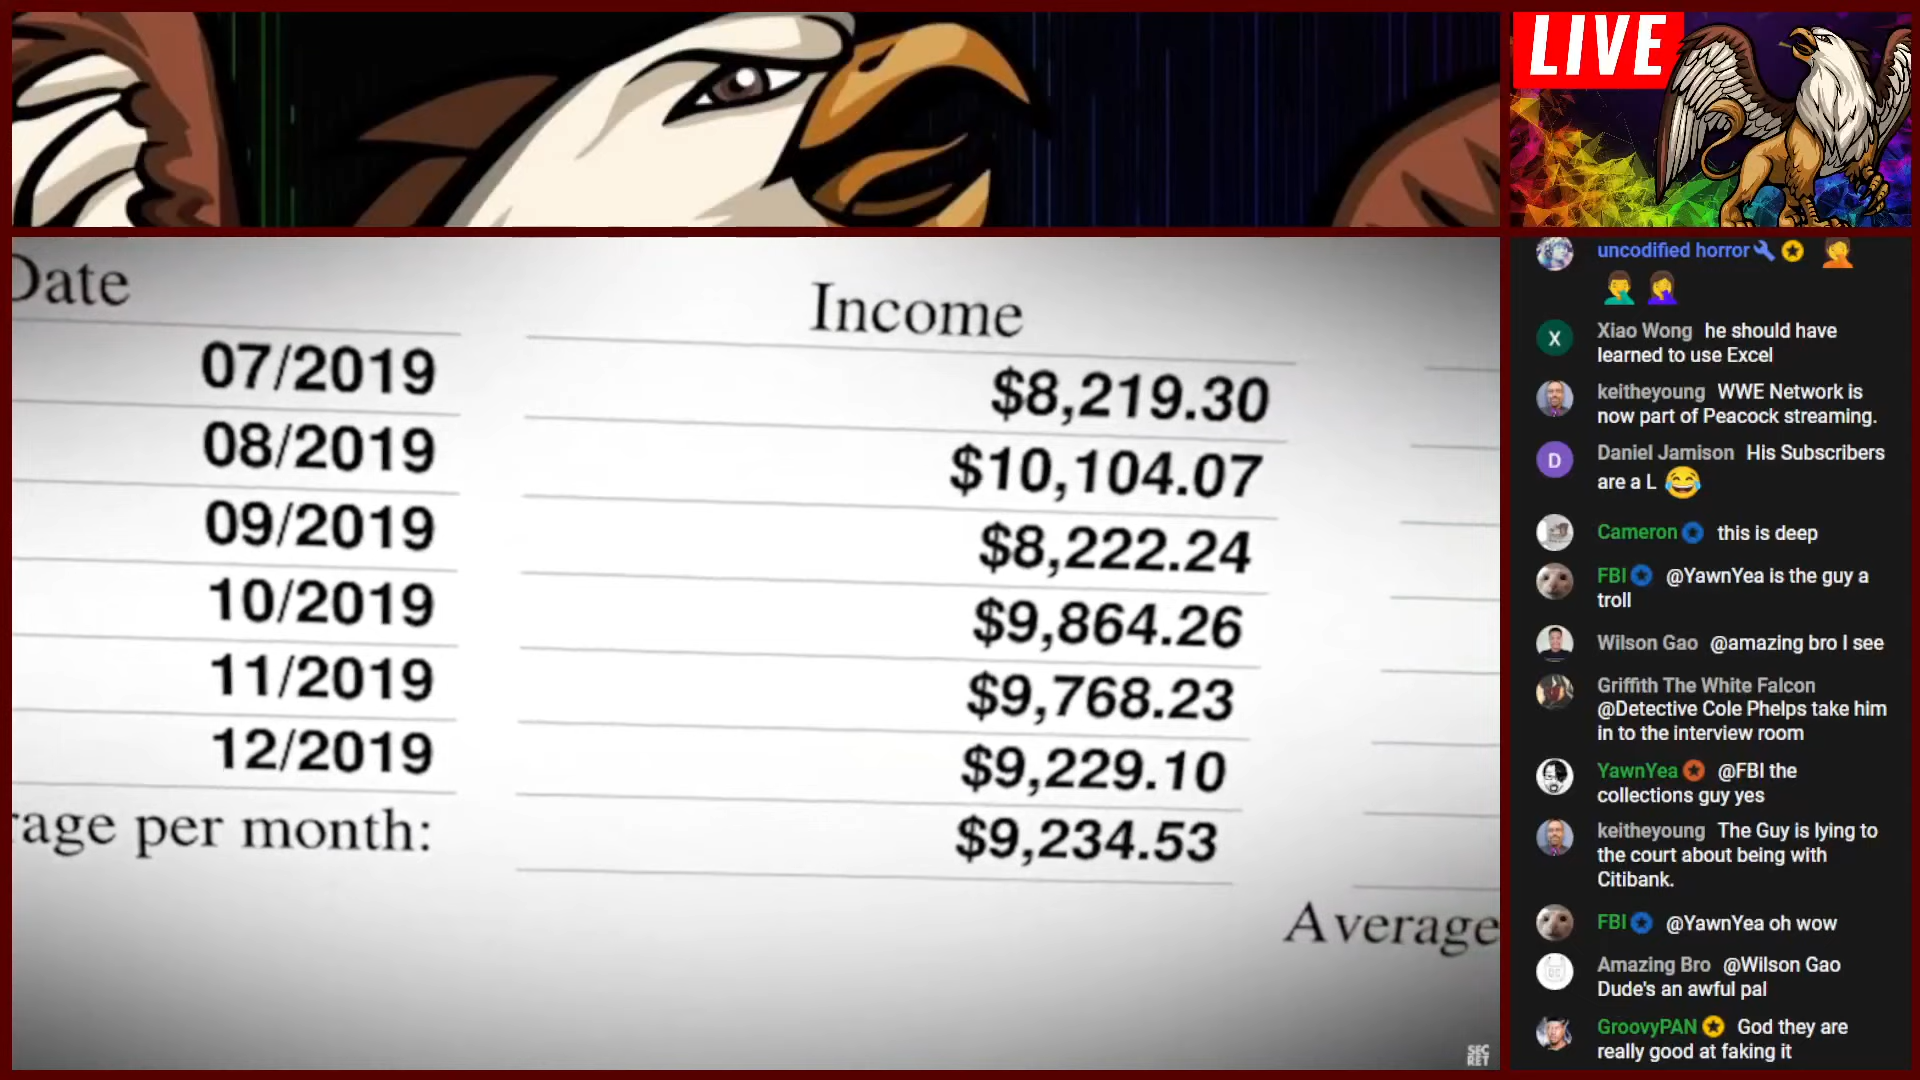 LIVE
Date Income
07/2019 $8,219.30
08/2019 $10,104.07
09/2019 $8,222.24
10/2019 $9,864.26
11/2019 $9,768.23
12/2019 $9,229.10
rage per month: $9,234.53
Average
SEC
RET
uncodified horror
X
Xiao Wong he should have
learned to use Excel
keitheyoung WWE Network is
now part of Peacock streaming.
D
Daniel Jamison His Subscribers
are a L 😂
Cameron this is deep
FBI @YawnYea is the guy a
troll
Wilson Gao @amazing bro I see
Griffith The White Falcon
@Detective Cole Phelps take him
in to the interview room
YawnYea @FBI the
collections guy yes
keitheyoung The Guy is lying to
the court about being with
Citibank.
FBI @YawnYea oh wow
Amazing Bro @Wilson Gao
Dude's an awful pal
GroovyPAN God they are
really good at faking it